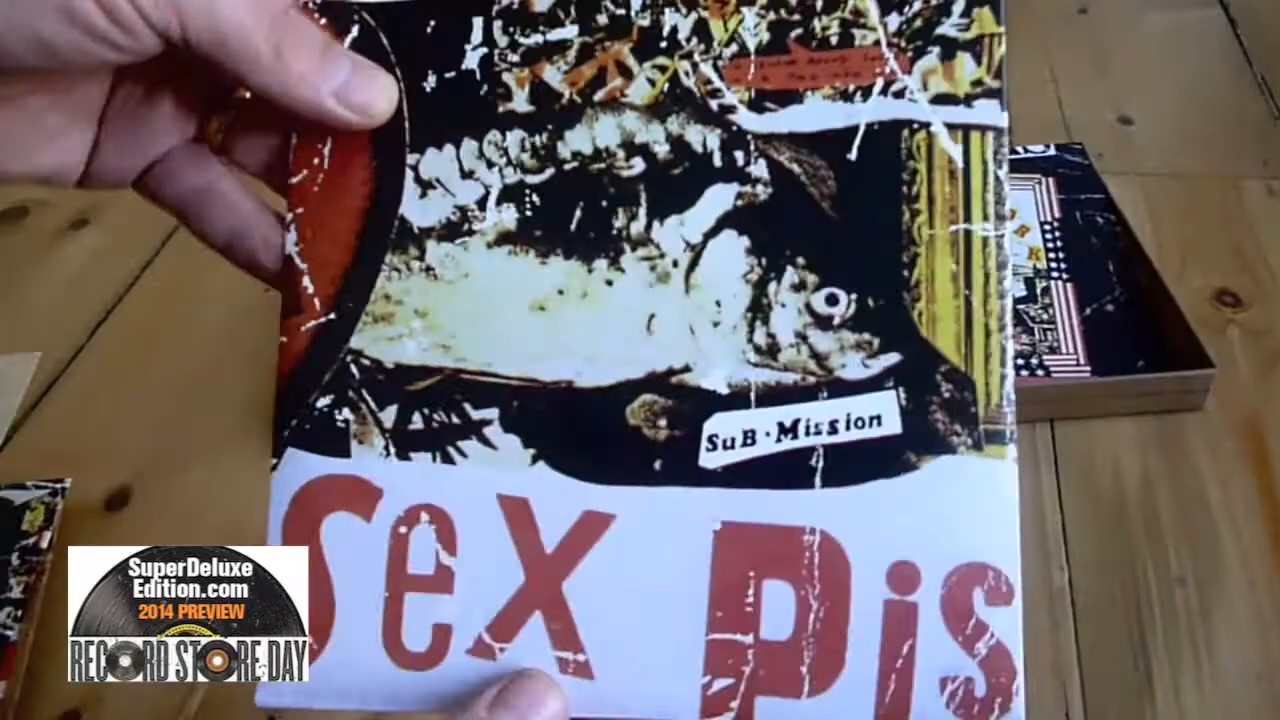 SuB·Mission
Sex Pis
SuperDeluxe
Edition.com
2014 PREVIEW
RECORD STORE DAY